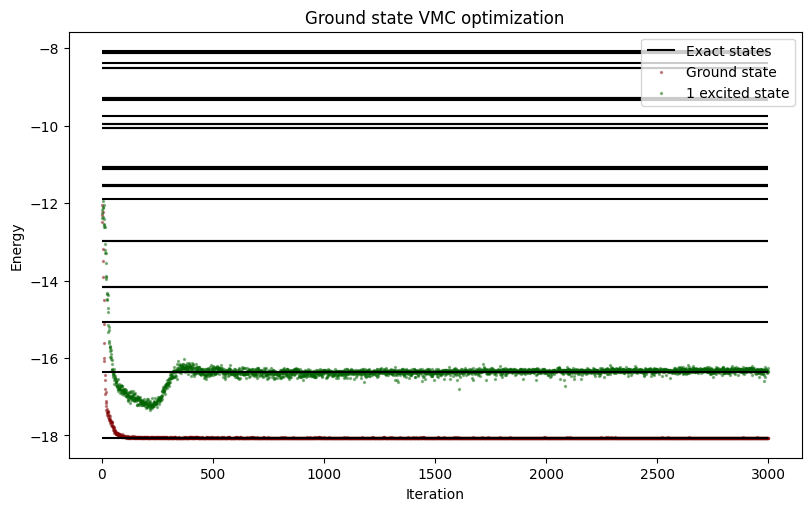 Ground state VMC optimization
Exact states
Ground state
1 excited state
Energy
−8
−10
−12
−14
−16
−18
0
500
1000
1500
2000
2500
3000
Iteration